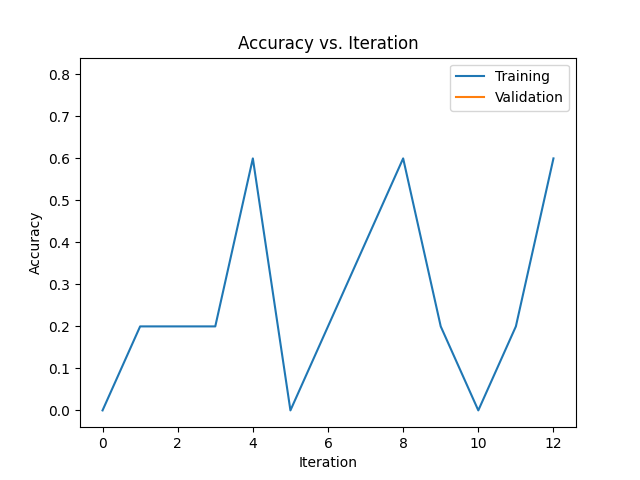 Accuracy vs. Iteration
Training
Validation
Accuracy
0.8
0.7
0.6
0.5
0.4
0.3
0.2
0.1
0.0
0 2 4 6 8 10 12
Iteration